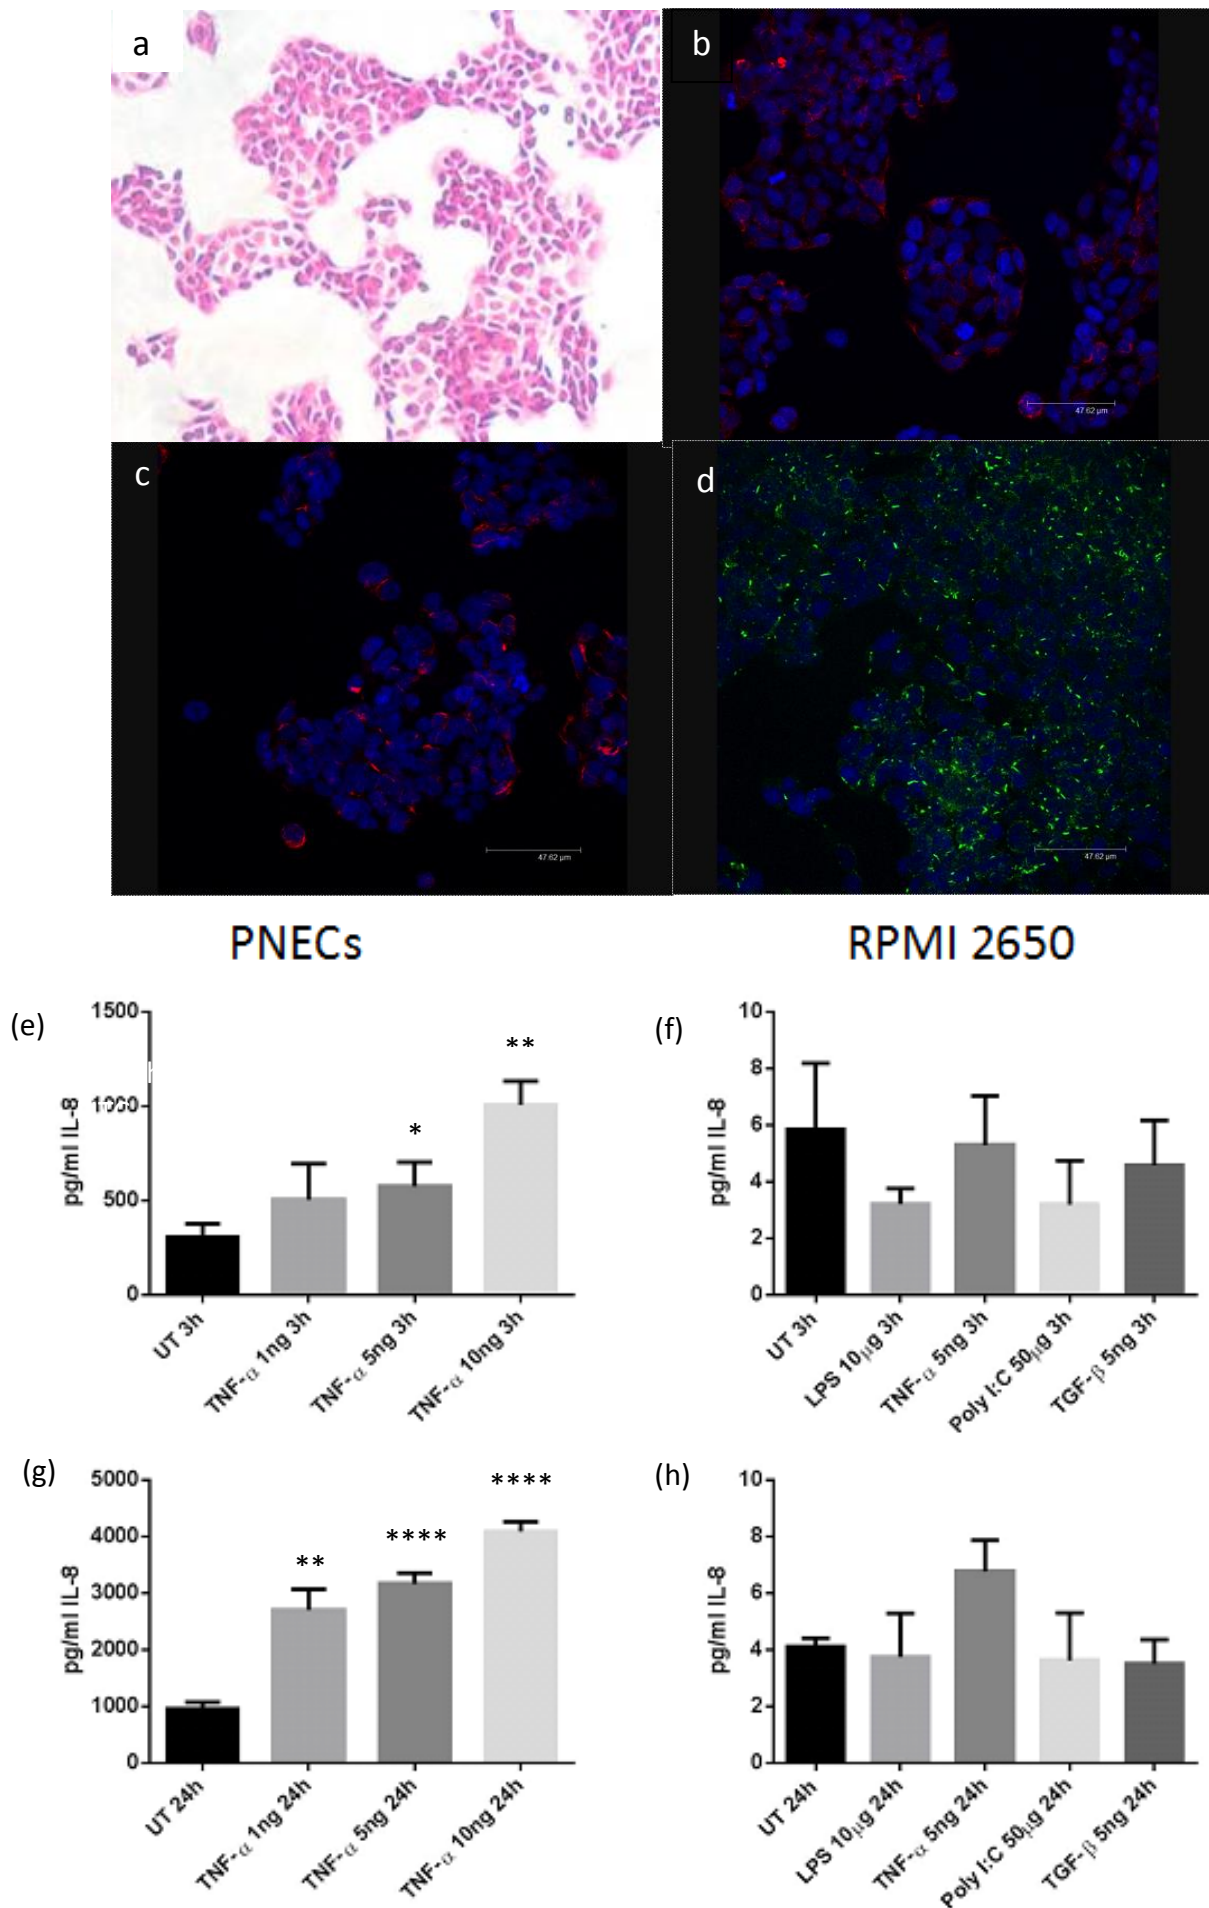 a
b
47.62 µm
c
d
47.62 µm
47.62 µm
PNECs
RPMI 2650
(e)
1500
1000
500
0
pg/ml IL-8
*
**
UT 3h
TNF-α 1ng 3h
TNF-α 5ng 3h
TNF-α 10ng 3h
(f)
10
8
6
4
2
0
pg/ml IL-8
UT 3h
LPS 10µg 3h
TNF-α 5ng 3h
Poly I:C 50µg 3h
TGF-β 5ng 3h
(g)
5000
4000
3000
2000
1000
0
pg/ml IL-8
**
****
****
UT 24h
TNF-α 1ng 24h
TNF-α 5ng 24h
TNF-α 10ng 24h
(h)
10
8
6
4
2
0
pg/ml IL-8
UT 24h
LPS 10µg 24h
TNF-α 5ng 24h
Poly I:C 50µg 24h
TGF-β 5ng 24h